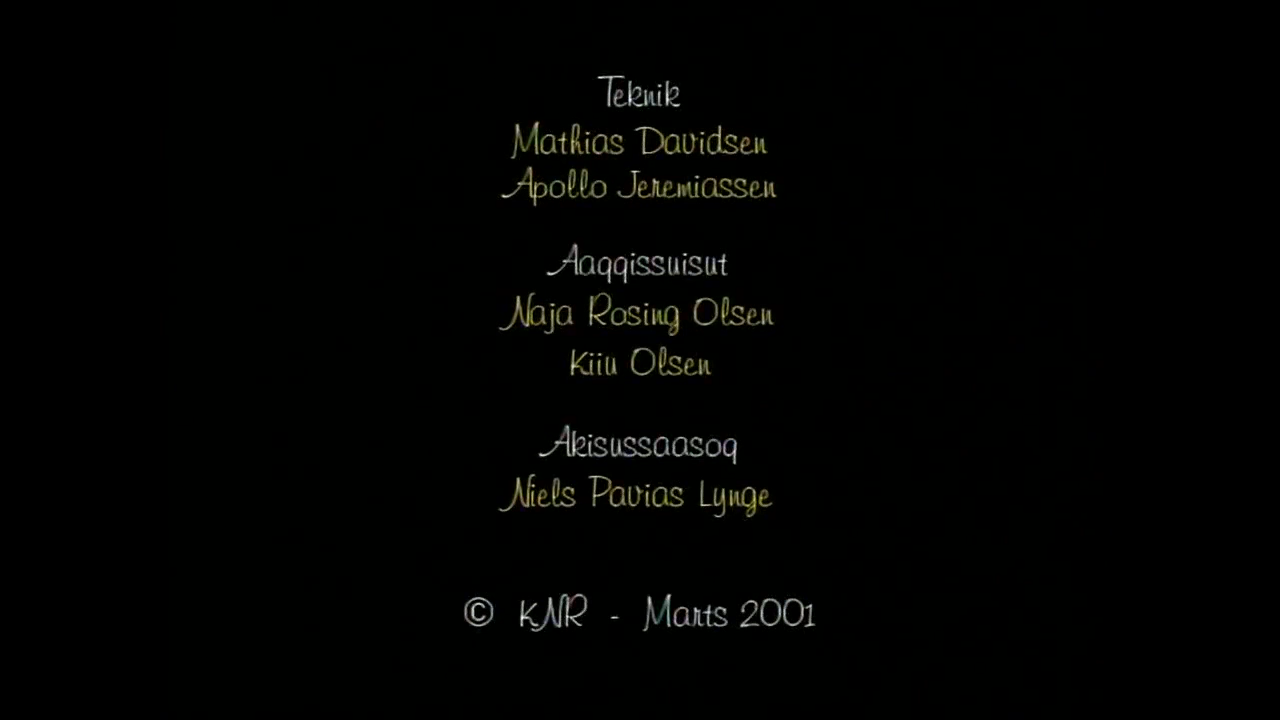 Teknik
Mathias Davidsen
Apollo Jeremiassen
Aaqqissuisut
Naja Rosing Olsen
Kiiu Olsen
Akisussaasoq
Niels Pavias Lynge
© KNR - Marts 2001